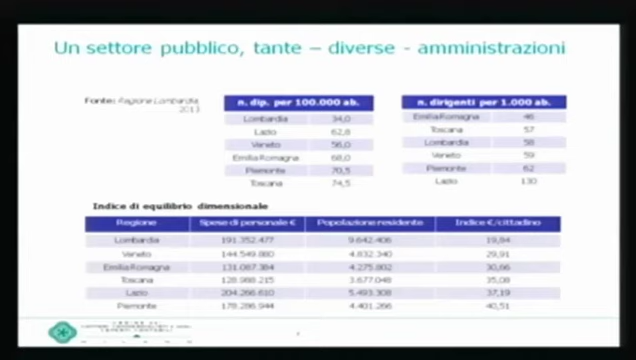 Un settore pubblico, tante – diverse - amministrazioni
Fonte: Regione Lombardia
2013
n. dip. per 100.000 ab.
Lombardia 34,0
Lazio 62,8
Veneto 56,0
Emilia Romagna 68,0
Piemonte 70,5
Toscana 74,5
n. dirigenti per 1.000 ab.
Emilia Romagna 46
Toscana 57
Lombardia 58
Veneto 59
Piemonte 62
Lazio 130
Indice di equilibrio dimensionale
Regione Spese di personale € Popolazione residente Indice €/cittadino
Lombardia 191.352.477 9.642.406 19,84
Veneto 144.549.880 4.832.340 29,91
Emilia Romagna 131.087.384 4.275.802 30,66
Toscana 128.988.215 3.677.048 35,08
Lazio 204.266.610 5.493.308 37,19
Piemonte 178.286.944 4.401.266 40,51